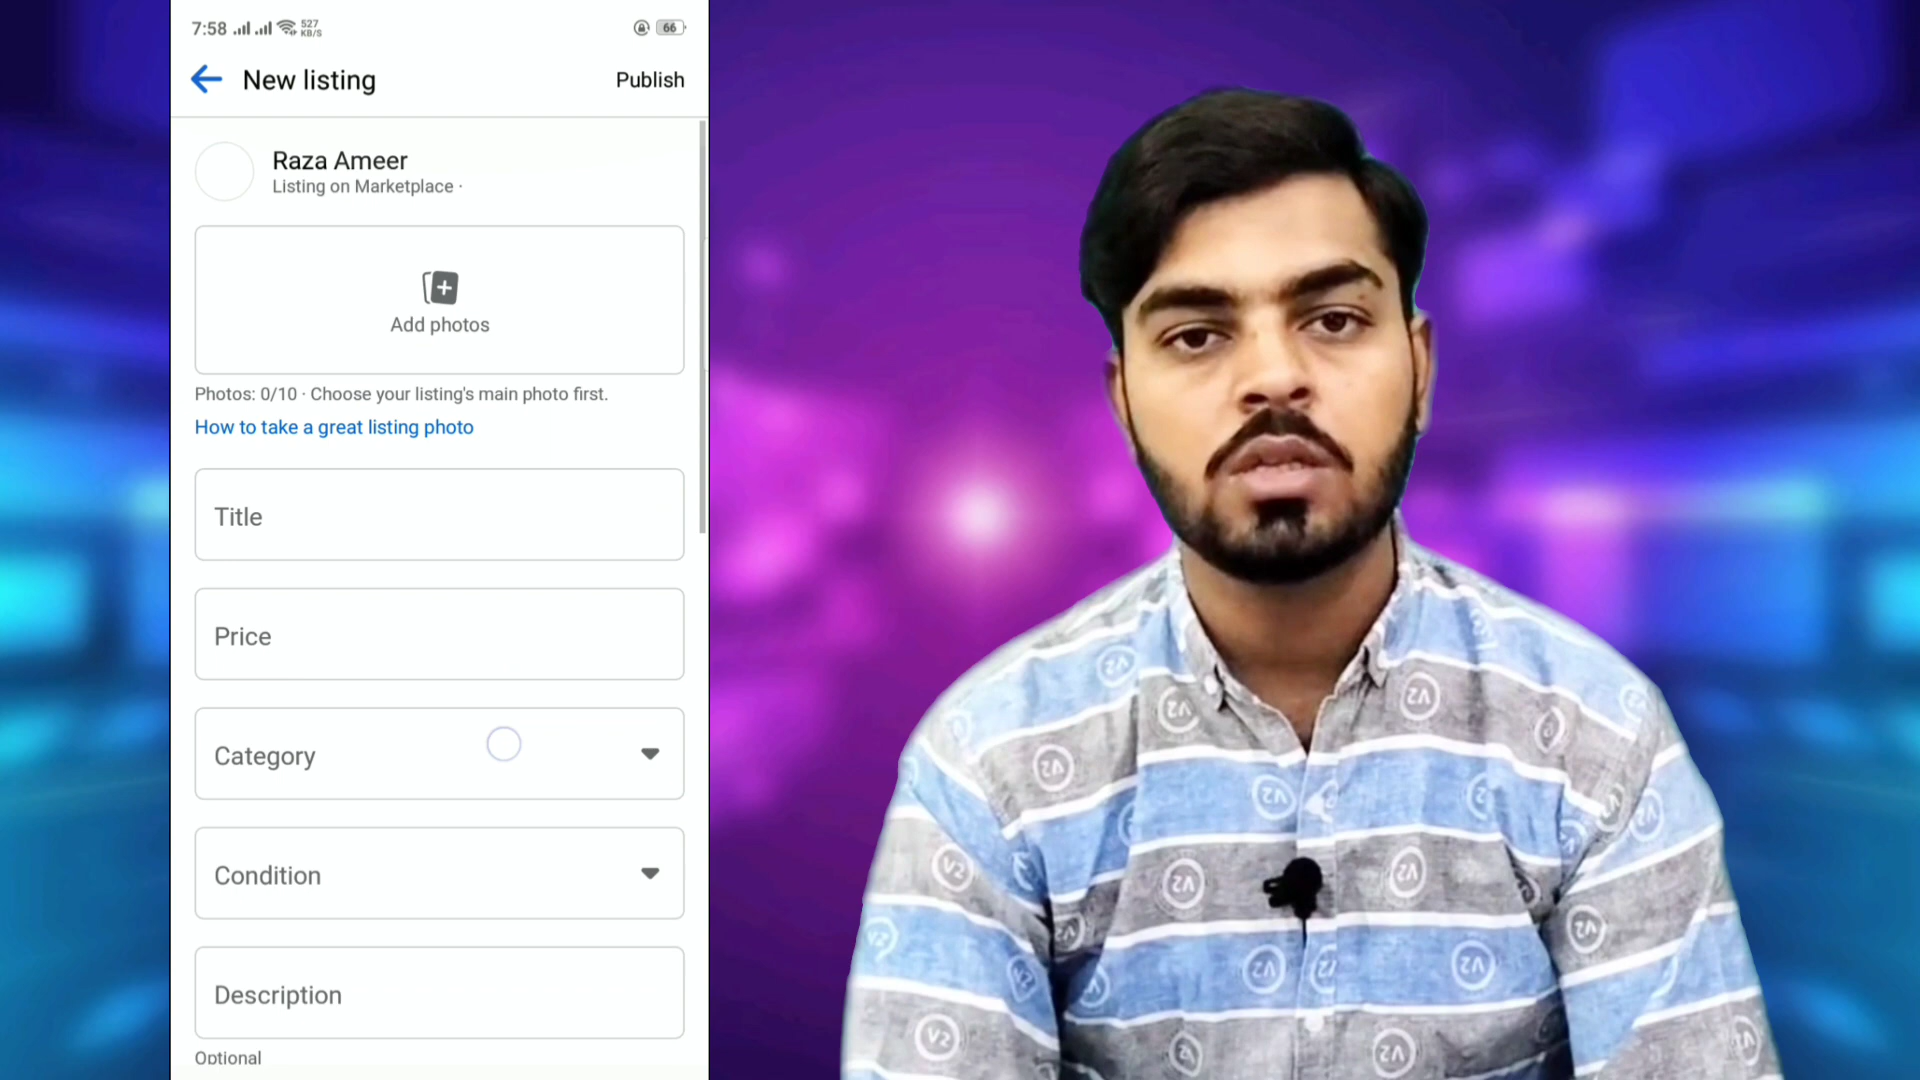 7:58 527 KB/S 66
New listing Publish
Raza Ameer
Listing on Marketplace ·
Add photos
Photos: 0/10 · Choose your listing's main photo first.
How to take a great listing photo
Title
Price
Category
Condition
Description
Optional